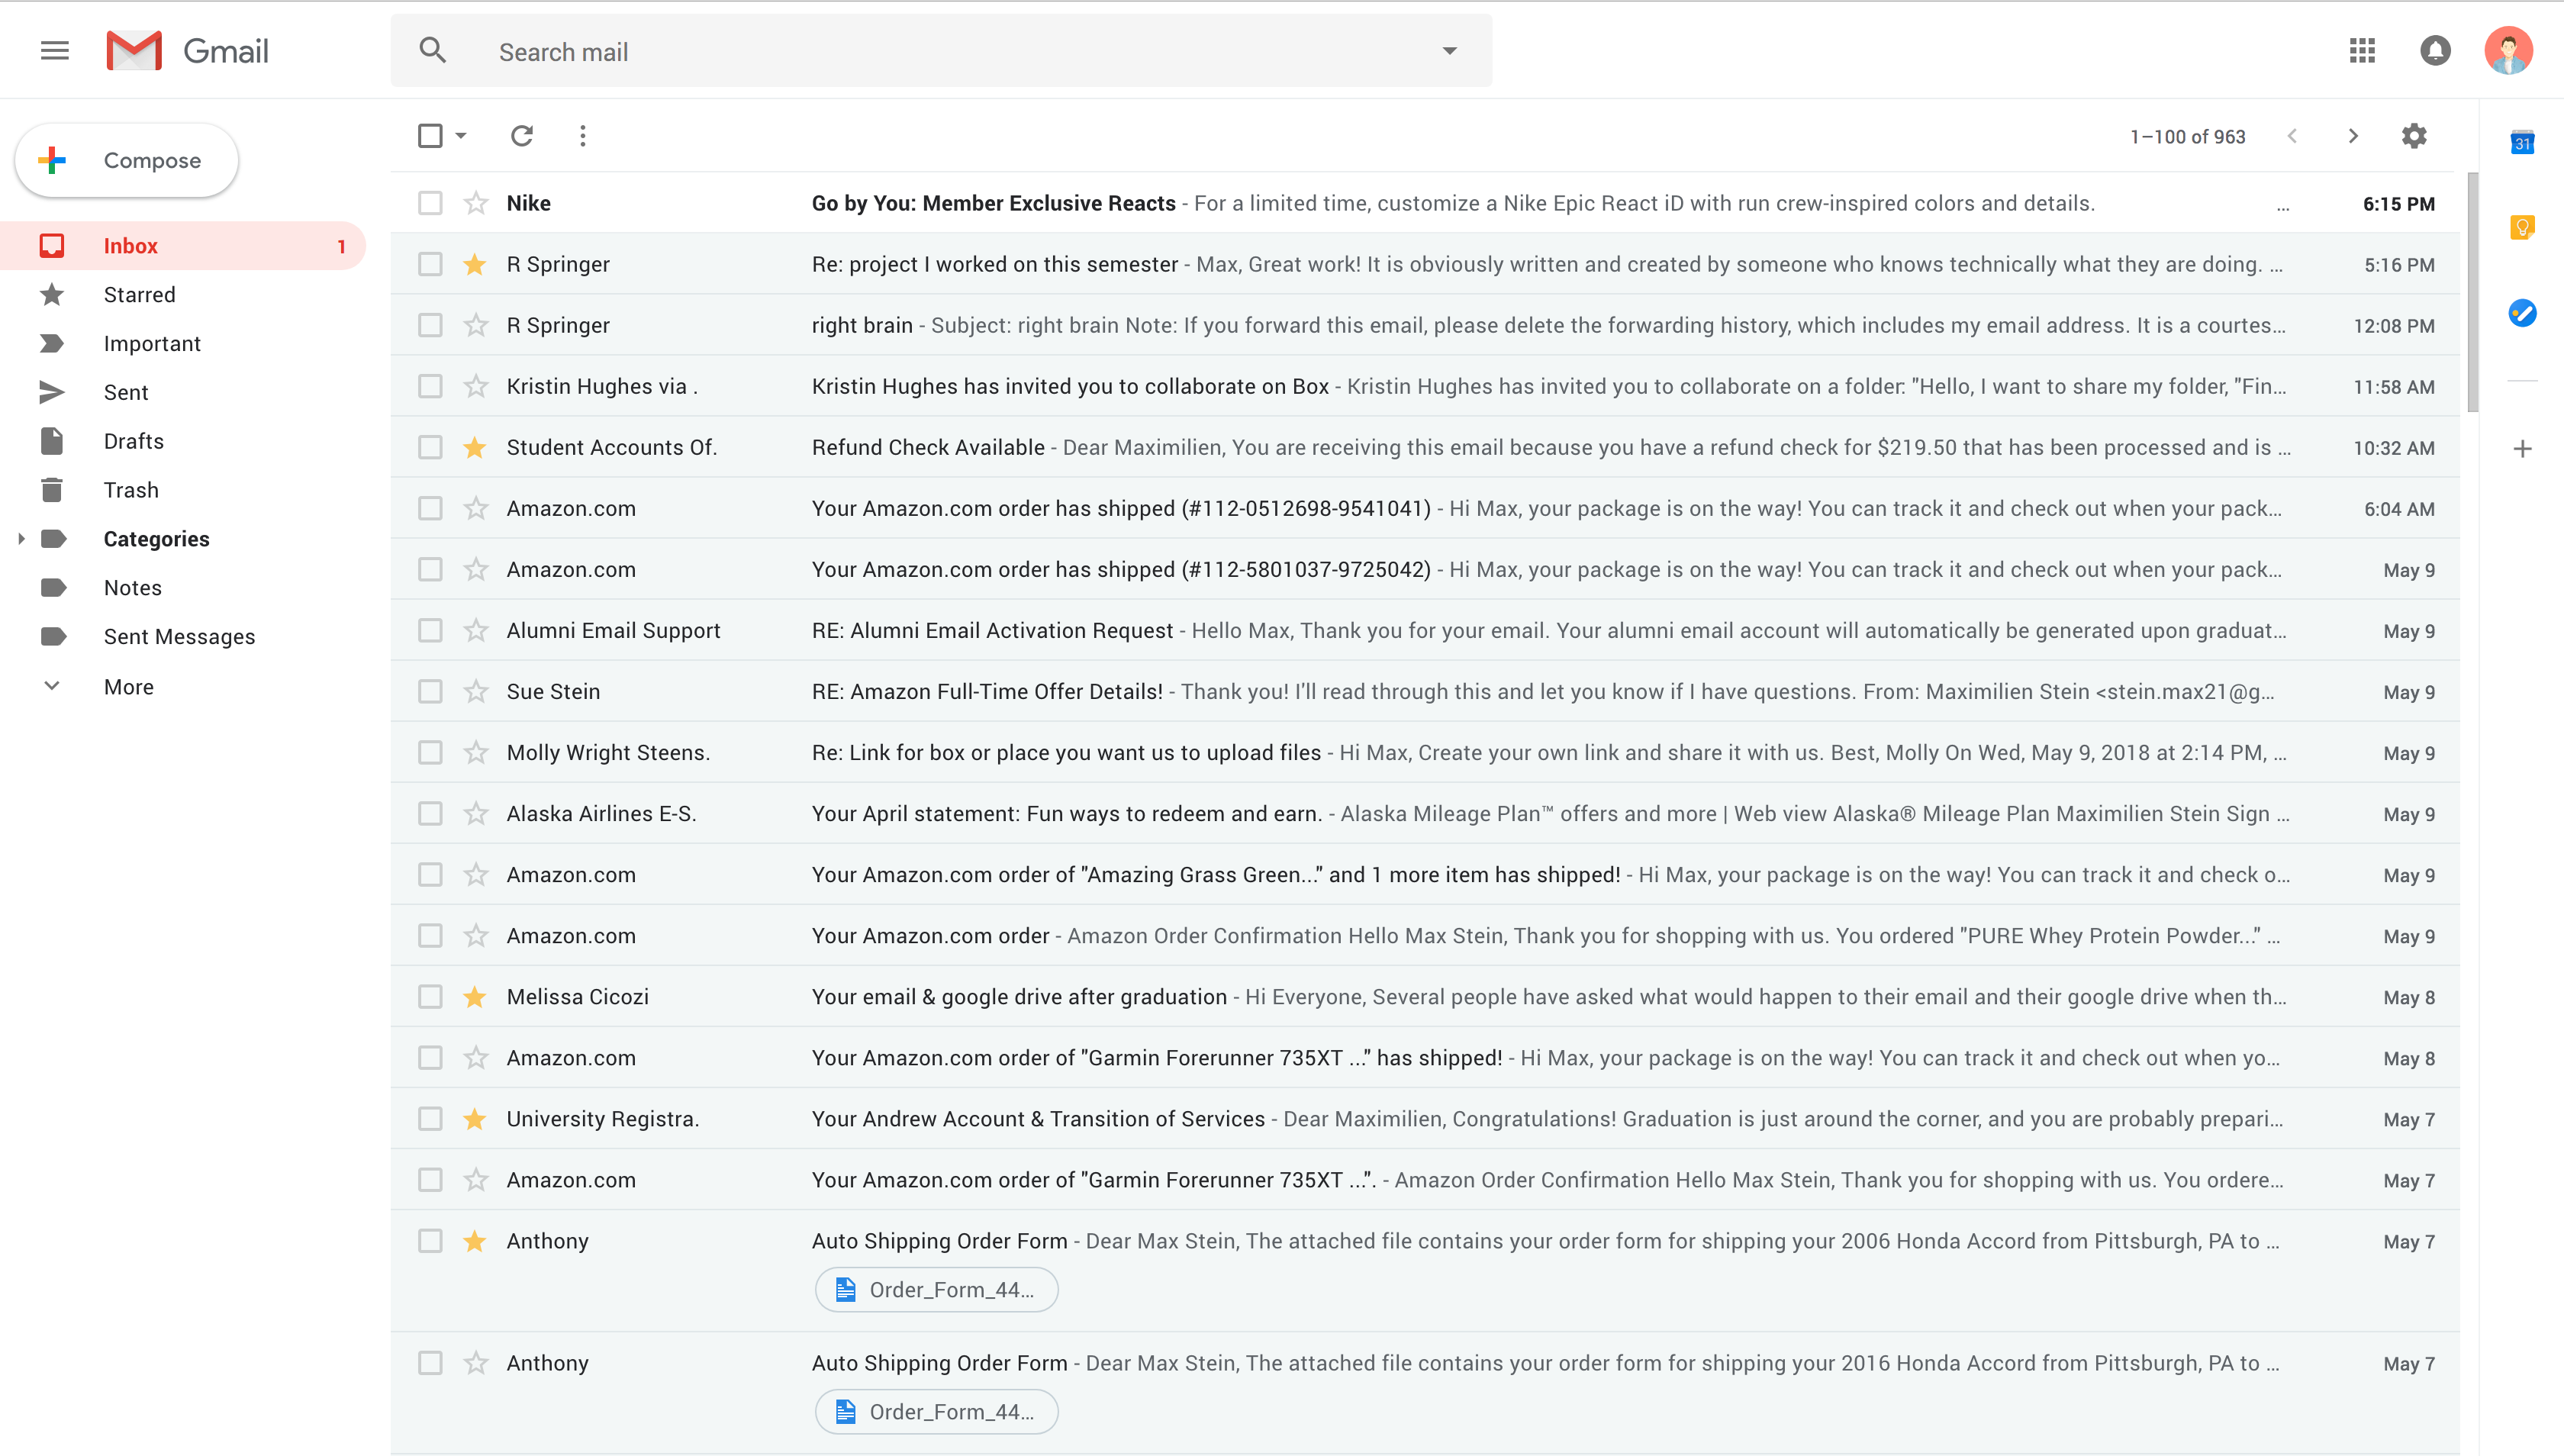 Gmail
Search mail
Compose
1–100 of 963
31
Inbox 1
Starred
Important
Sent
Drafts
Trash
Categories
Notes
Sent Messages
More
Nike Go by You: Member Exclusive Reacts - For a limited time, customize a Nike Epic React iD with run crew-inspired colors and details. ... 6:15 PM
R Springer Re: project I worked on this semester - Max, Great work! It is obviously written and created by someone who knows technically what they are doing. ... 5:16 PM
R Springer right brain - Subject: right brain Note: If you forward this email, please delete the forwarding history, which includes my email address. It is a courtes... 12:08 PM
Kristin Hughes via . Kristin Hughes has invited you to collaborate on Box - Kristin Hughes has invited you to collaborate on a folder: "Hello, I want to share my folder, "Fin... 11:58 AM
Student Accounts Of. Refund Check Available - Dear Maximilien, You are receiving this email because you have a refund check for $219.50 that has been processed and is ... 10:32 AM
Amazon.com Your Amazon.com order has shipped (#112-0512698-9541041) - Hi Max, your package is on the way! You can track it and check out when your pack... 6:04 AM
Amazon.com Your Amazon.com order has shipped (#112-5801037-9725042) - Hi Max, your package is on the way! You can track it and check out when your pack... May 9
Alumni Email Support RE: Alumni Email Activation Request - Hello Max, Thank you for your email. Your alumni email account will automatically be generated upon graduat... May 9
Sue Stein RE: Amazon Full-Time Offer Details! - Thank you! I'll read through this and let you know if I have questions. From: Maximilien Stein <stein.max21@g... May 9
Molly Wright Steens. Re: Link for box or place you want us to upload files - Hi Max, Create your own link and share it with us. Best, Molly On Wed, May 9, 2018 at 2:14 PM, ... May 9
Alaska Airlines E-S. Your April statement: Fun ways to redeem and earn. - Alaska Mileage Plan™ offers and more | Web view Alaska® Mileage Plan Maximilien Stein Sign ... May 9
Amazon.com Your Amazon.com order of "Amazing Grass Green..." and 1 more item has shipped! - Hi Max, your package is on the way! You can track it and check o... May 9
Amazon.com Your Amazon.com order - Amazon Order Confirmation Hello Max Stein, Thank you for shopping with us. You ordered "PURE Whey Protein Powder..." ... May 9
Melissa Cicozi Your email & google drive after graduation - Hi Everyone, Several people have asked what would happen to their email and their google drive when th... May 8
Amazon.com Your Amazon.com order of "Garmin Forerunner 735XT ..." has shipped! - Hi Max, your package is on the way! You can track it and check out when yo... May 8
University Registra. Your Andrew Account & Transition of Services - Dear Maximilien, Congratulations! Graduation is just around the corner, and you are probably prepari... May 7
Amazon.com Your Amazon.com order of "Garmin Forerunner 735XT ...". - Amazon Order Confirmation Hello Max Stein, Thank you for shopping with us. You ordere... May 7
Anthony Auto Shipping Order Form - Dear Max Stein, The attached file contains your order form for shipping your 2006 Honda Accord from Pittsburgh, PA to ... May 7
Order_Form_44...
Anthony Auto Shipping Order Form - Dear Max Stein, The attached file contains your order form for shipping your 2016 Honda Accord from Pittsburgh, PA to ... May 7
Order_Form_44...